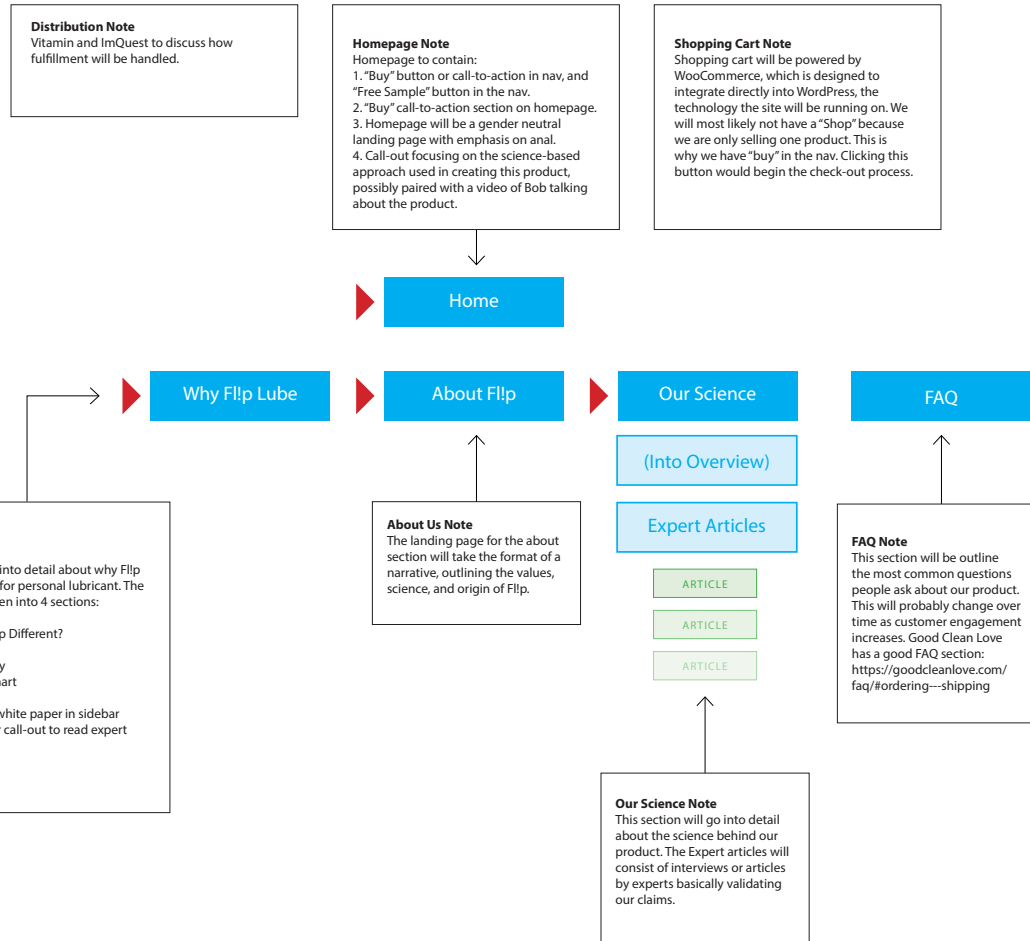 Distribution Note
Vitamin and ImQuest to discuss how
fulfillment will be handled.
Homepage Note
Homepage to contain:
1. “Buy” button or call-to-action in nav, and
“Free Sample” button in the nav.
2. “Buy” call-to-action section on homepage.
3. Homepage will be a gender neutral
landing page with emphasis on anal.
4. Call-out focusing on the science-based
approach used in creating this product,
possibly paired with a video of Bob talking
about the product.
Shopping Cart Note
Shopping cart will be powered by
WooCommerce, which is designed to
integrate directly into WordPress, the
technology the site will be running on. We
will most likely not have a “Shop” because
we are only selling one product. This is
why we have “buy” in the nav. Clicking this
button would begin the check-out process.
Home
Why Fl!p Lube
About Fl!p
Our Science
FAQ
(Into Overview)
Expert Articles
ARTICLE
ARTICLE
ARTICLE
into detail about why Fl!p
for personal lubricant. The
en into 4 sections:
p Different?
y
art
white paper in sidebar
call-out to read expert
About Us Note
The landing page for the about
section will take the format of a
narrative, outlining the values,
science, and origin of Fl!p.
FAQ Note
This section will be outline
the most common questions
people ask about our product.
This will probably change over
time as customer engagement
increases. Good Clean Love
has a good FAQ section:
https://goodcleanlove.com/
faq/#ordering---shipping
Our Science Note
This section will go into detail
about the science behind our
product. The Expert articles will
consist of interviews or articles
by experts basically validating
our claims.